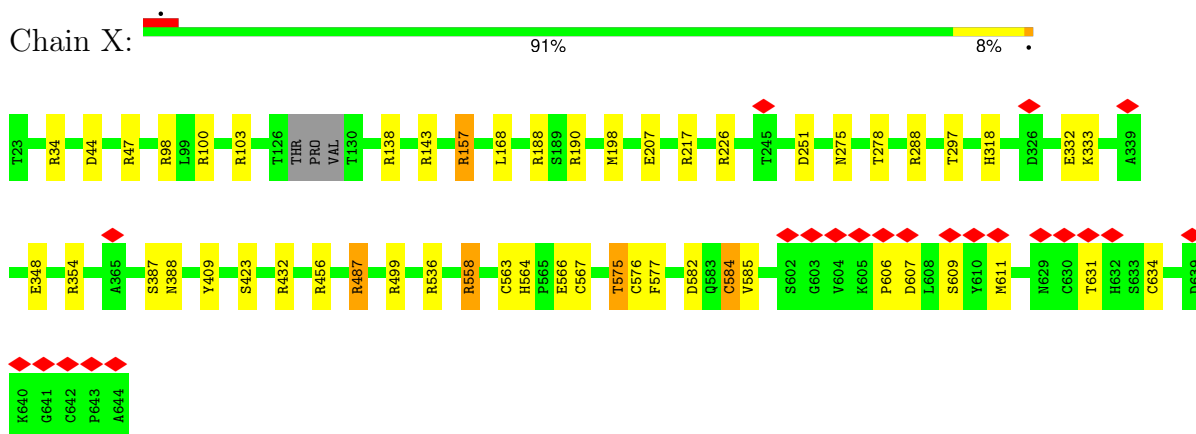 Chain X:
91% 8%
T23 R34 D44 R47 R98 L99 R100 R103 T126 THR PRO VAL T130 R138 R143 R157 L168 R188 S189 R190 M198 E207 R217 R226 T245 D251 N275 T278 R288 T297 H318 D326 E332 K333 A339
E348 R354 A365 S387 N388 Y409 S423 R432 R456 R487 R499 R536 R558 C563 H564 P565 E566 C567 T575 C576 F577 D582 Q583 C584 V585 S602 G603 V604 K605 P606 D607 L608 S609 Y610 M611 N629 C630 T631 H632 S633 C634 D639
K640 G641 C642 P643 A644